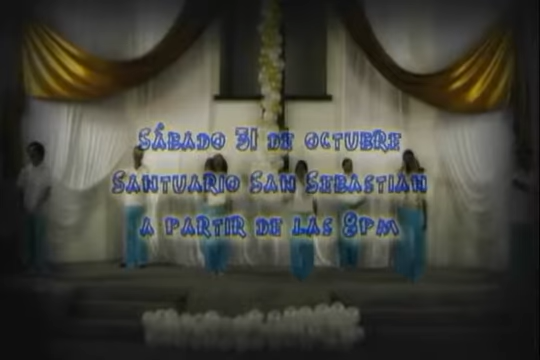 Sábado 31 de octubre
Santuario San Sebastian
a partir de las 8pm